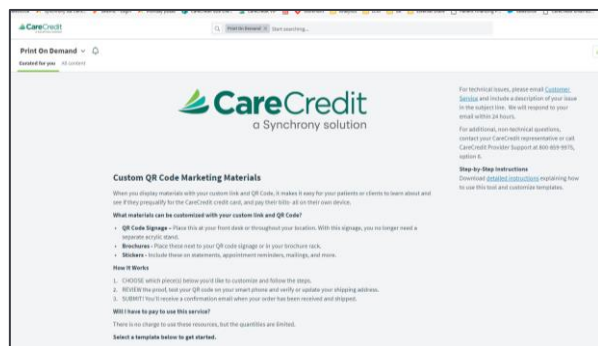 CareCredit
Print On Demand × Start searching...
Print On Demand
Curated for you All content
CareCredit
a Synchrony solution
For technical issues, please email Customer
Service and include a description of your issue
in the subject line. We will respond to your
email within 24 hours.
For additional, non-technical questions,
contact your CareCredit representative or call
CareCredit Provider Support at 800-859-9975,
option 6.
Step-by-Step Instructions
Download detailed instructions explaining how
to use this tool and customize templates.
Custom QR Code Marketing Materials
When you display materials with your custom link and QR Code, it makes it easy for your patients or clients to learn about and
see if they prequalify for the CareCredit credit card, and pay their bills- all on their own device.
What materials can be customized with your custom link and QR Code?
• QR Code Signage – Place this at your front desk or throughout your location. With this signage, you no longer need a
separate acrylic stand.
• Brochures – Place these next to your QR code signage or in your brochure rack.
• Stickers – Include these on statements, appointment reminders, mailings, and more.
How It Works
1. CHOOSE which piece(s) below you'd like to customize and follow the steps.
2. REVIEW the proof, test your QR code on your smart phone and verify or update your shipping address.
3. SUBMIT! You'll receive a confirmation email when your order has been received and shipped.
Will I have to pay to use this service?
There is no charge to use these resources, but the quantities are limited.
Select a template below to get started.